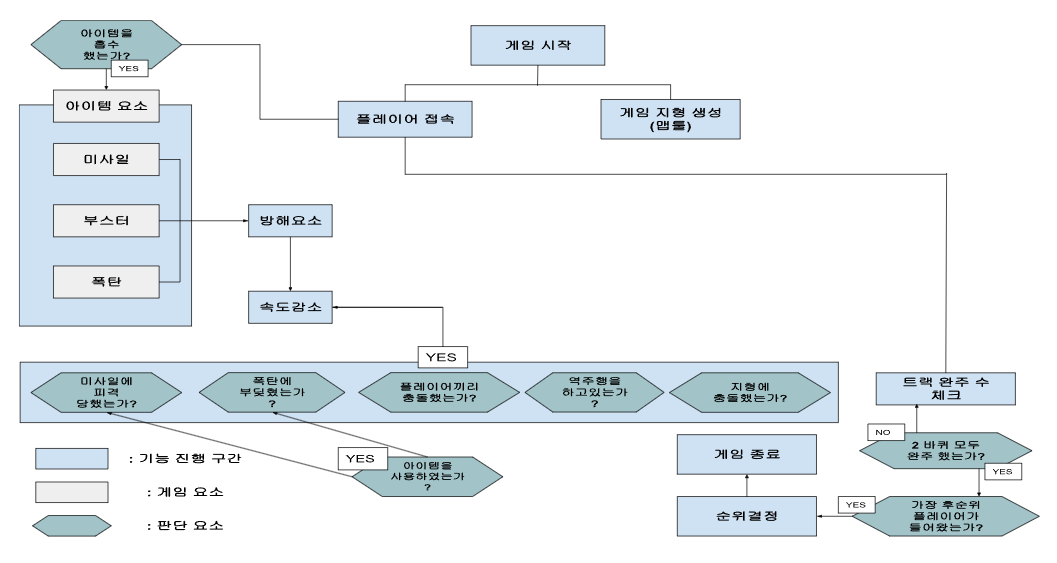 아이템을
흡수
했는가?
YES
게임 시작
아이템 요소
플레이어 접속
게임 지형 생성
(맵툴)
미사일
부스터
방해요소
폭탄
속도감소
YES
미사일에
피격
당했는가?
폭탄에
부딪혔는가
?
플레이어끼리
충돌했는가?
역주행을
하고있는가
?
지형에
충돌했는가?
트랙 완주 수
체크
NO
2 바퀴 모두
완주 했는가?
YES
YES
아이템을
사용하였는가
?
게임 종료
: 기능 진행 구간
: 게임 요소
: 판단 요소
순위결정
YES
가장 후순위
플레이어가
들어왔는가?